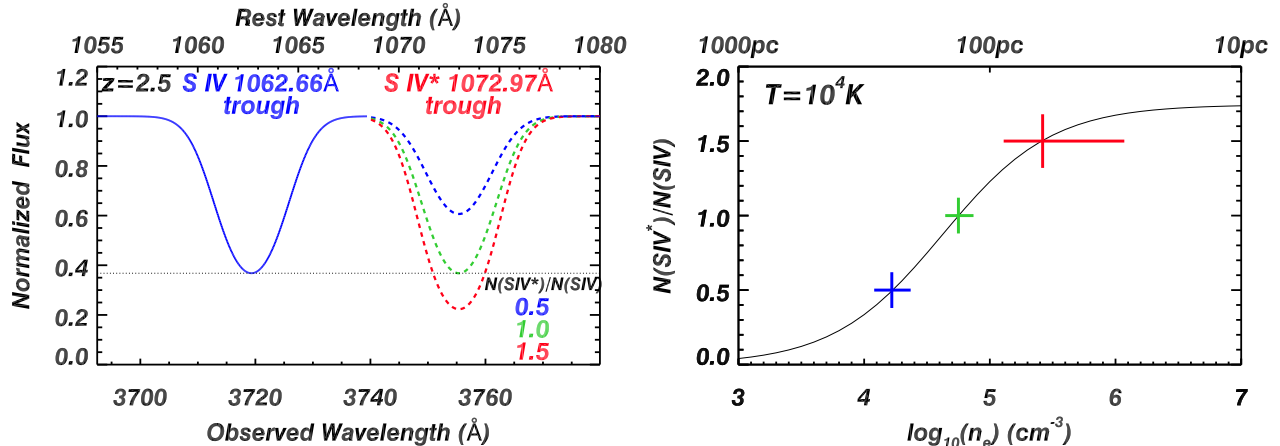 Rest Wavelength (Å)
1055 1060 1065 1070 1075 1080
z=2.5 S IV 1062.66Å S IV* 1072.97Å
trough trough
1.2
1.0
0.8
0.6
0.4
0.2
0.0
Normalized Flux
N(SIV*)/N(SIV)
0.5
1.0
1.5
3700 3720 3740 3760
Observed Wavelength (Å)
1000pc 100pc 10pc
T=10⁴K
2.0
1.5
1.0
0.5
0.0
N(SIV*)/N(SIV)
3 4 5 6 7
log₁₀(nₑ) (cm⁻³)